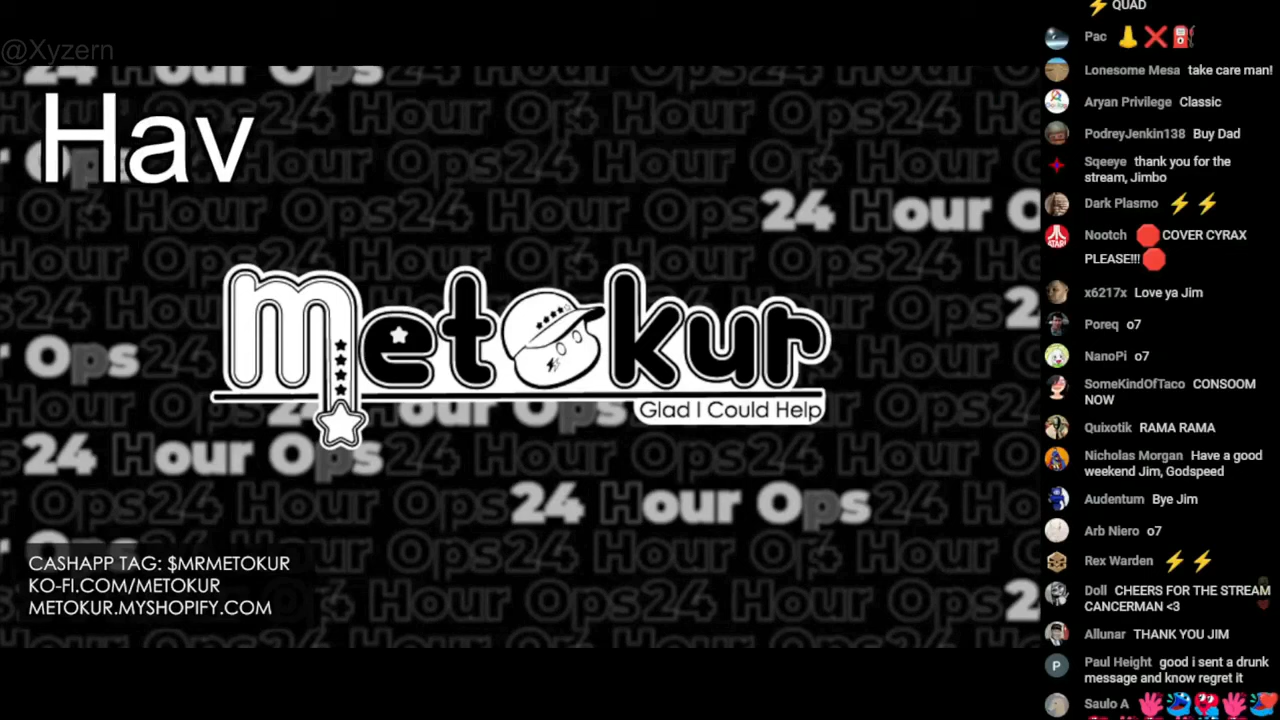 @Xyzern
Hav
24 Hour Ops
Metokur
Glad I Could Help
CASHAPP TAG: $MRMETOKUR
KO-FI.COM/METOKUR
METOKUR.MYSHOPIFY.COM
⚡ QUAD
Pac 👃❌⛽
Lonesome Mesa take care man!
Aryan Privilege Classic
PodreyJenkin138 Buy Dad
Sqeeye thank you for the
stream, Jimbo
Dark Plasmo ⚡⚡
Nootch 🛑COVER CYRAX
PLEASE!!!🛑
x6217x Love ya Jim
Poreq o7
NanoPi o7
SomeKindOfTaco CONSOOM
NOW
Quixotik RAMA RAMA
Nicholas Morgan Have a good
weekend Jim, Godspeed
Audentum Bye Jim
Arb Niero o7
Rex Warden ⚡⚡
Doll CHEERS FOR THE STREAM
CANCERMAN <3
Allunar THANK YOU JIM
P
Paul Height good i sent a drunk
message and know regret it
Saulo A